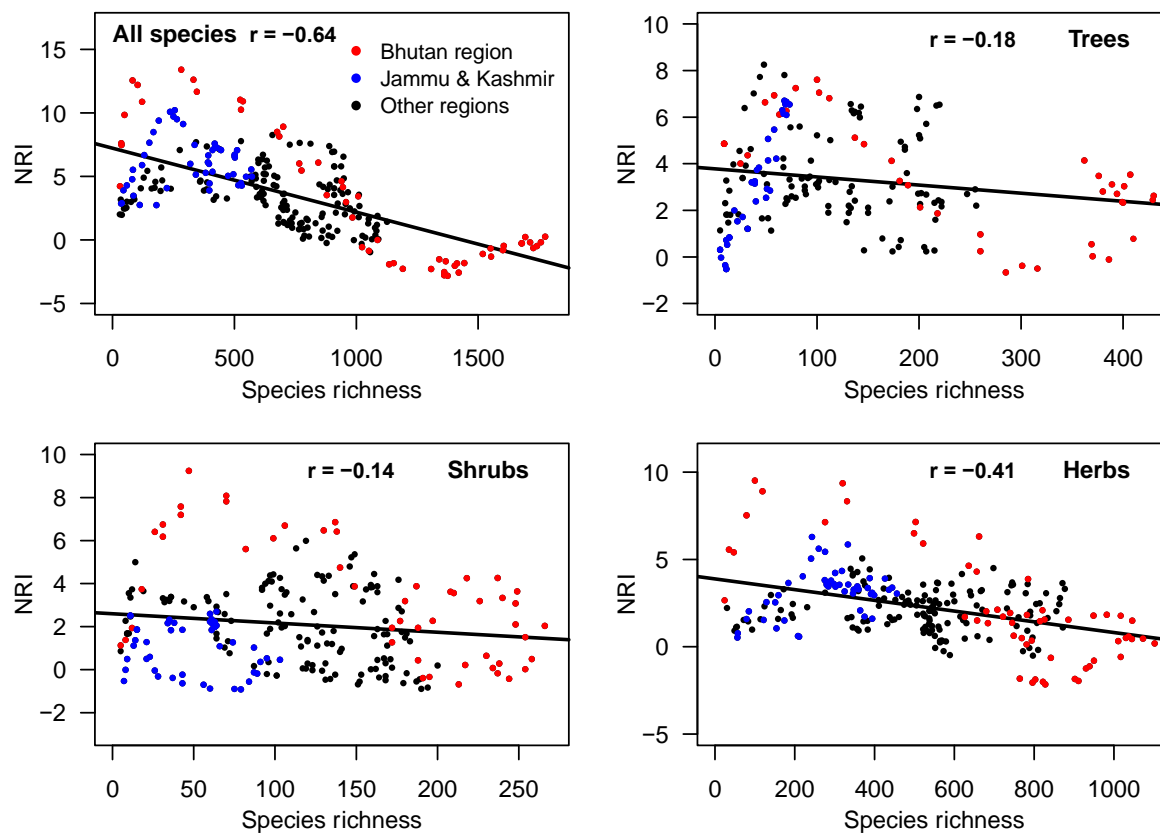 All species r = −0.64
Bhutan region
Jammu & Kashmir
Other regions
NRI
15
10
5
0
−5
0 500 1000 1500
Species richness
r = −0.18 Trees
NRI
10
8
6
4
2
0
−2
0 100 200 300 400
Species richness
r = −0.14 Shrubs
NRI
10
8
6
4
2
0
−2
0 50 100 150 200 250
Species richness
r = −0.41 Herbs
NRI
10
5
0
−5
0 200 400 600 800 1000
Species richness